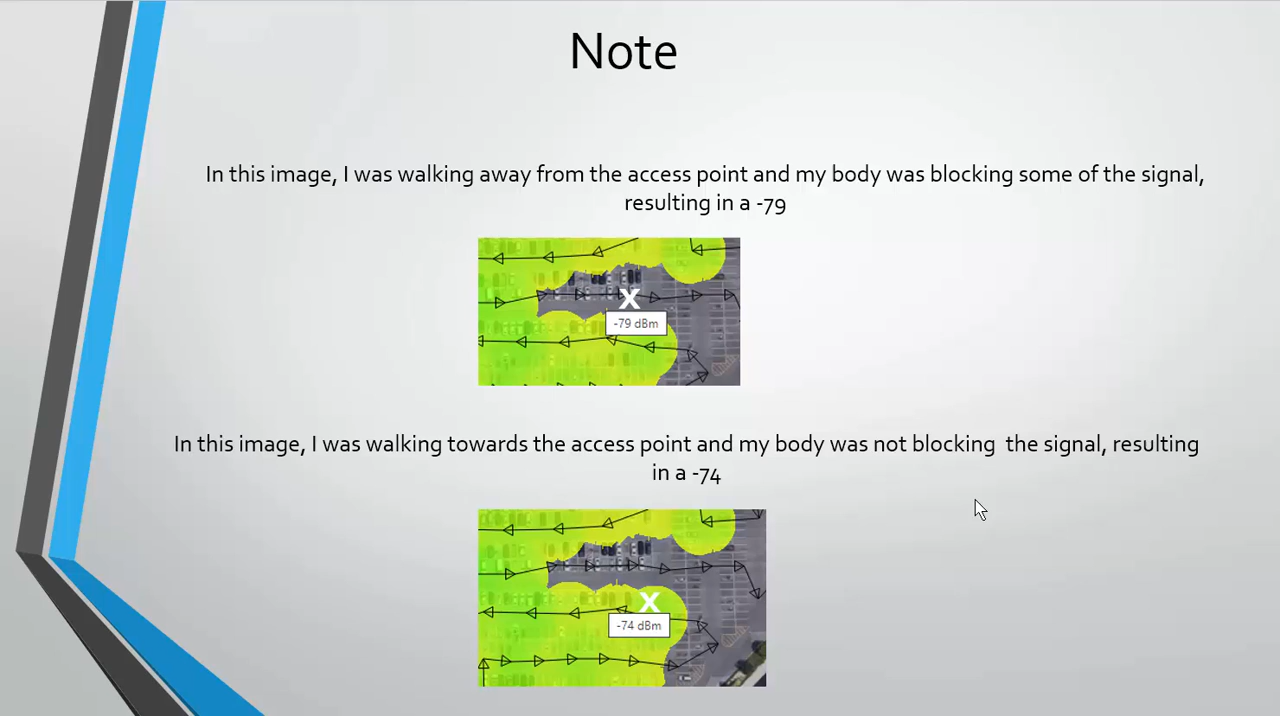 Note
In this image, I was walking away from the access point and my body was blocking some of the signal,
resulting in a -79
X
-79 dBm
In this image, I was walking towards the access point and my body was not blocking  the signal, resulting
in a -74
X
-74 dBm